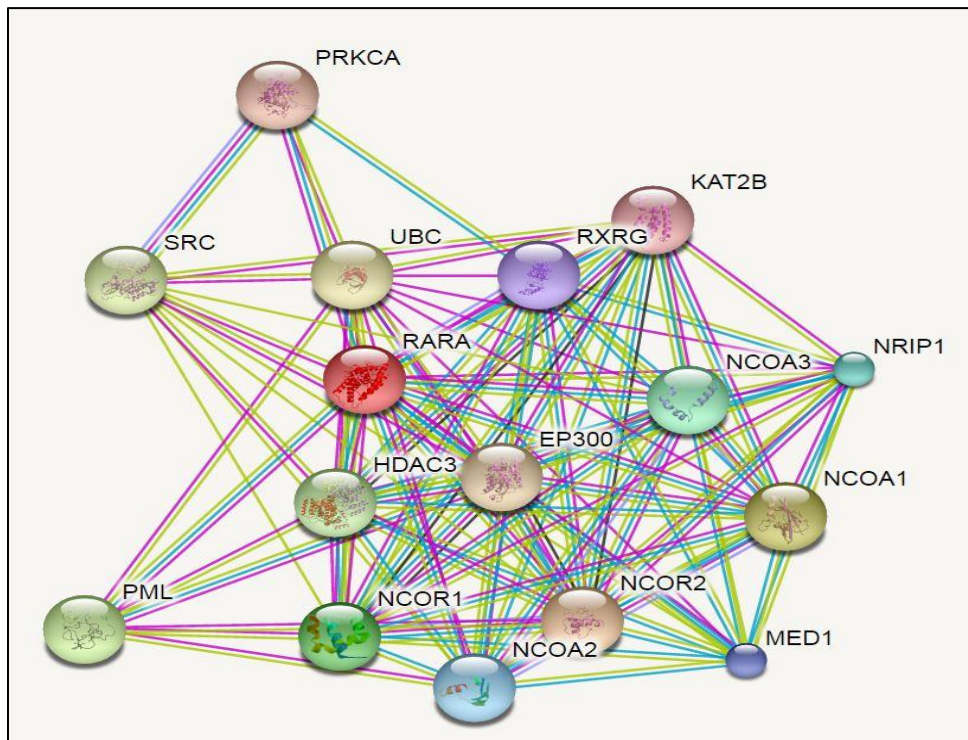 PRKCA
KAT2B
SRC
UBC
RXRG
RARA
NCOA3
NRIP1
EP300
HDAC3
NCOA1
PML
NCOR1
NCOR2
NCOA2
MED1